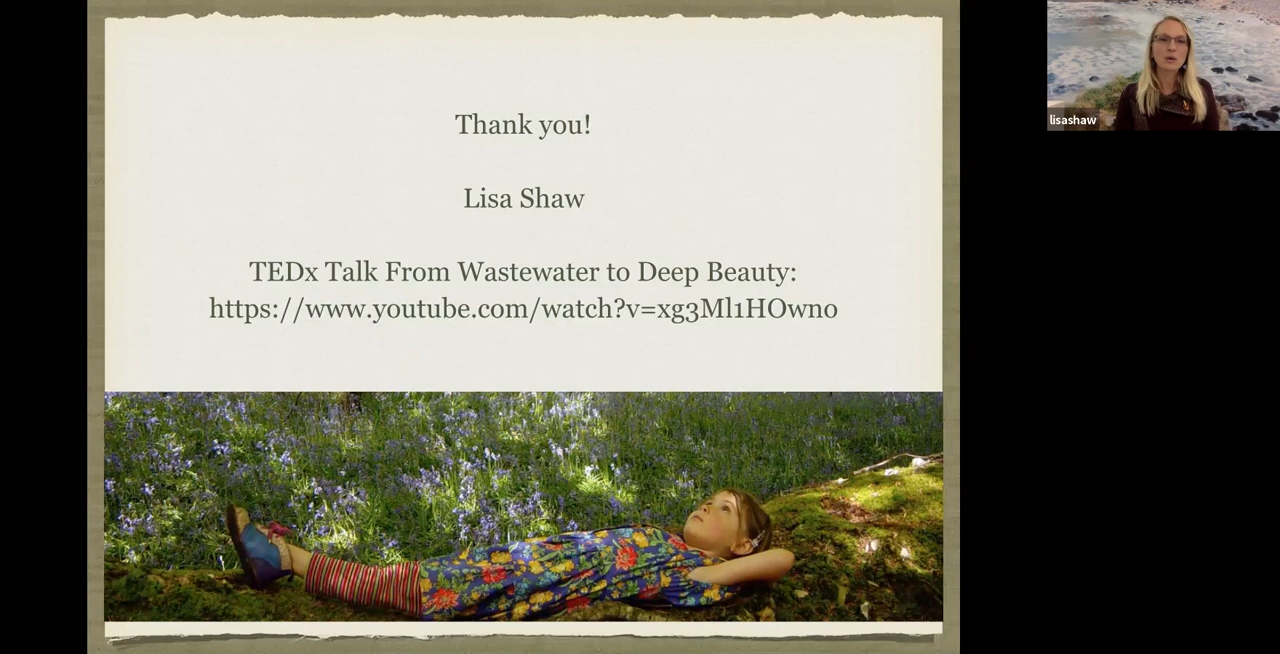 Thank you!
Lisa Shaw
TEDx Talk From Wastewater to Deep Beauty:
https://www.youtube.com/watch?v=xg3Ml1HOwno
lisashaw